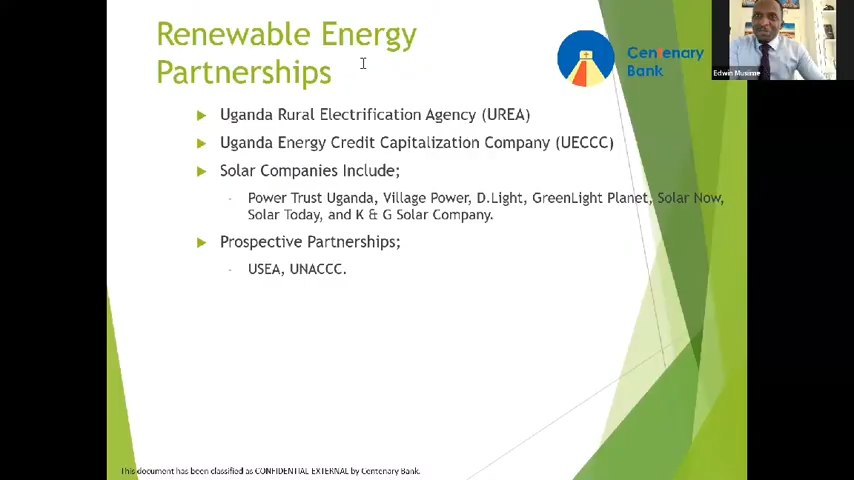 Renewable Energy
Partnerships
Centenary
Bank
Edwin Musiime
Uganda Rural Electrification Agency (UREA)
Uganda Energy Credit Capitalization Company (UECCC)
Solar Companies Include;
- Power Trust Uganda, Village Power, D.Light, GreenLight Planet, Solar Now,
Solar Today, and K & G Solar Company.
Prospective Partnerships;
- USEA, UNACCC.
This document has been classified as CONFIDENTIAL EXTERNAL by Centenary Bank.